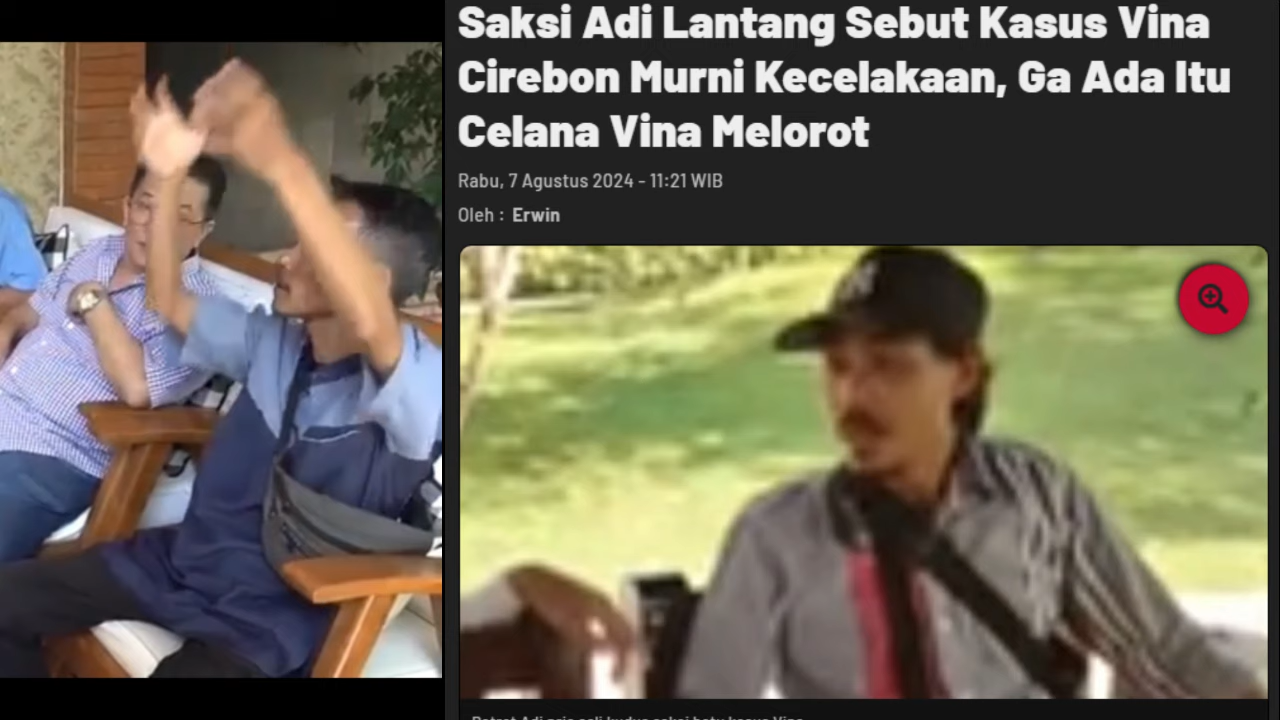 Saksi Adi Lantang Sebut Kasus Vina
Cirebon Murni Kecelakaan, Ga Ada Itu
Celana Vina Melorot
Rabu, 7 Agustus 2024 - 11:21 WIB
Oleh : Erwin